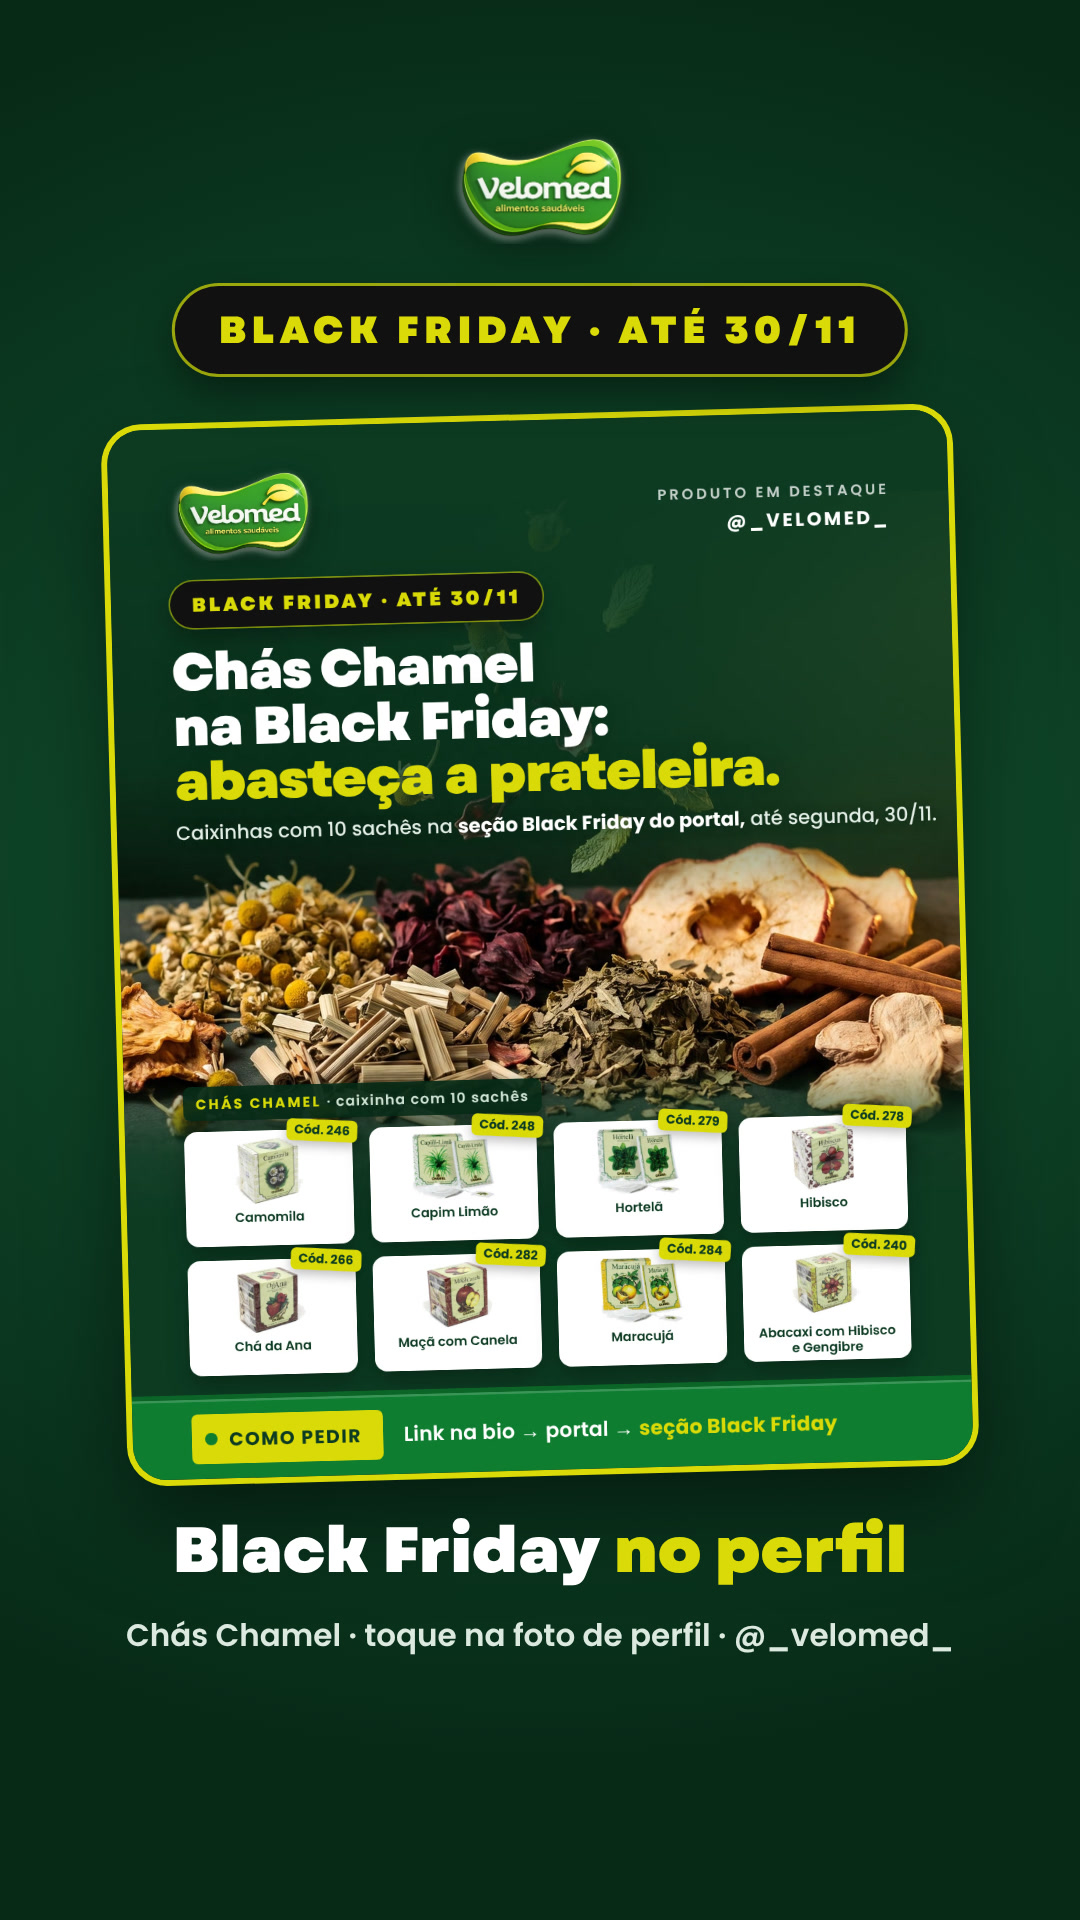 Velomed
alimentos saudáveis
BLACK FRIDAY · ATÉ 30/11
Velomed
alimentos saudáveis
PRODUTO EM DESTAQUE
@_VELOMED_
BLACK FRIDAY · ATÉ 30/11
Chás Chamel
na Black Friday:
abasteça a prateleira.
Caixinhas com 10 sachês na seção Black Friday do portal, até segunda, 30/11.
CHÁS CHAMEL · caixinha com 10 sachês
Cód. 246
Camomila
Cód. 248
Capim Limão
Cód. 279
Hortelã
Cód. 278
Hibisco
Cód. 266
Chá da Ana
Cód. 282
Maçã com Canela
Cód. 284
Maracujá
Maracujá
Cód. 240
Abacaxi com Hibisco
e Gengibre
COMO PEDIR
Link na bio → portal → seção Black Friday
Black Friday no perfil
Chás Chamel · toque na foto de perfil · @_velomed_